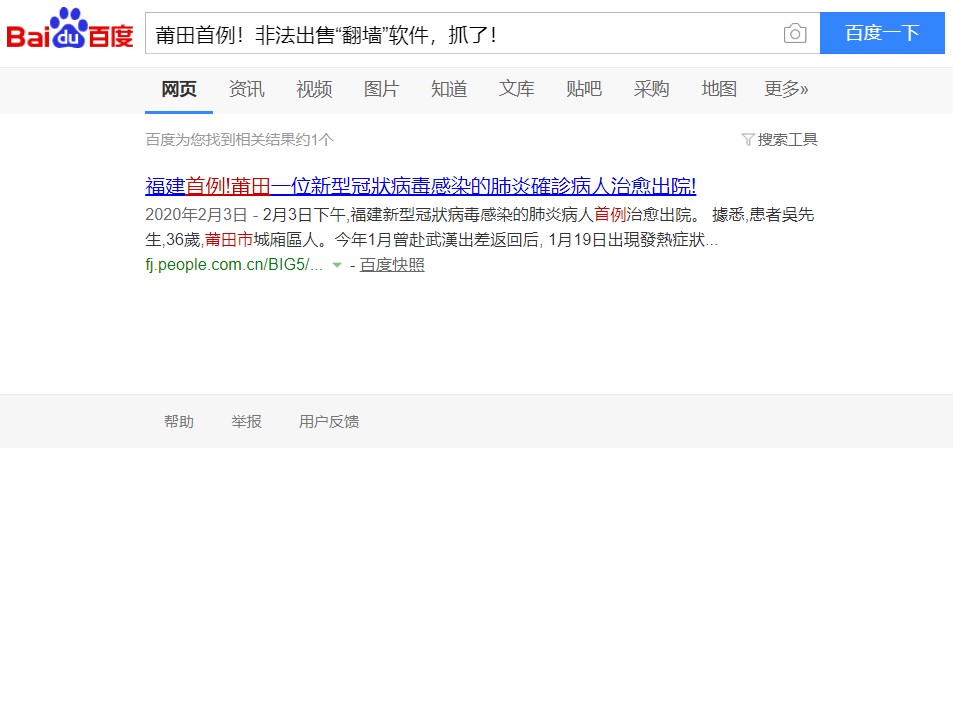 Bai du 百度
莆田首例！非法出售“翻墙”软件，抓了！
百度一下
网页 资讯 视频 图片 知道 文库 贴吧 采购 地图 更多»
百度为您找到相关结果约1个
搜索工具
福建首例!莆田一位新型冠狀病毒感染的肺炎確診病人治愈出院!
2020年2月3日 - 2月3日下午,福建新型冠狀病毒感染的肺炎病人首例治愈出院。 據悉,患者吳先
生,36歲,莆田市城廂區人。今年1月曾赴武漢出差返回后, 1月19日出現發熱症狀...
fj.people.com.cn/BIG5/... - 百度快照
帮助 举报 用户反馈